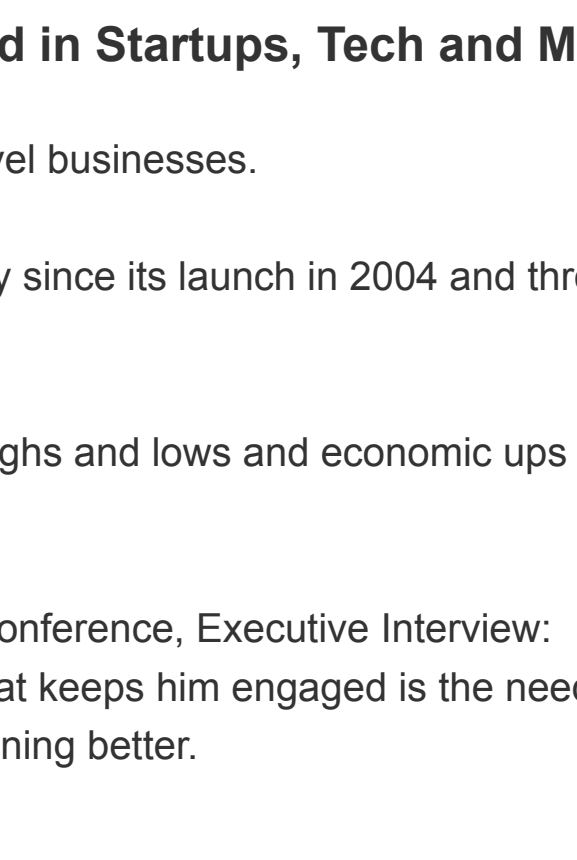 d in Startups, Tech and M
vel businesses.
y since its launch in 2004 and thr
ghs and lows and economic ups
onference, Executive Interview:
at keeps him engaged is the need
ning better.